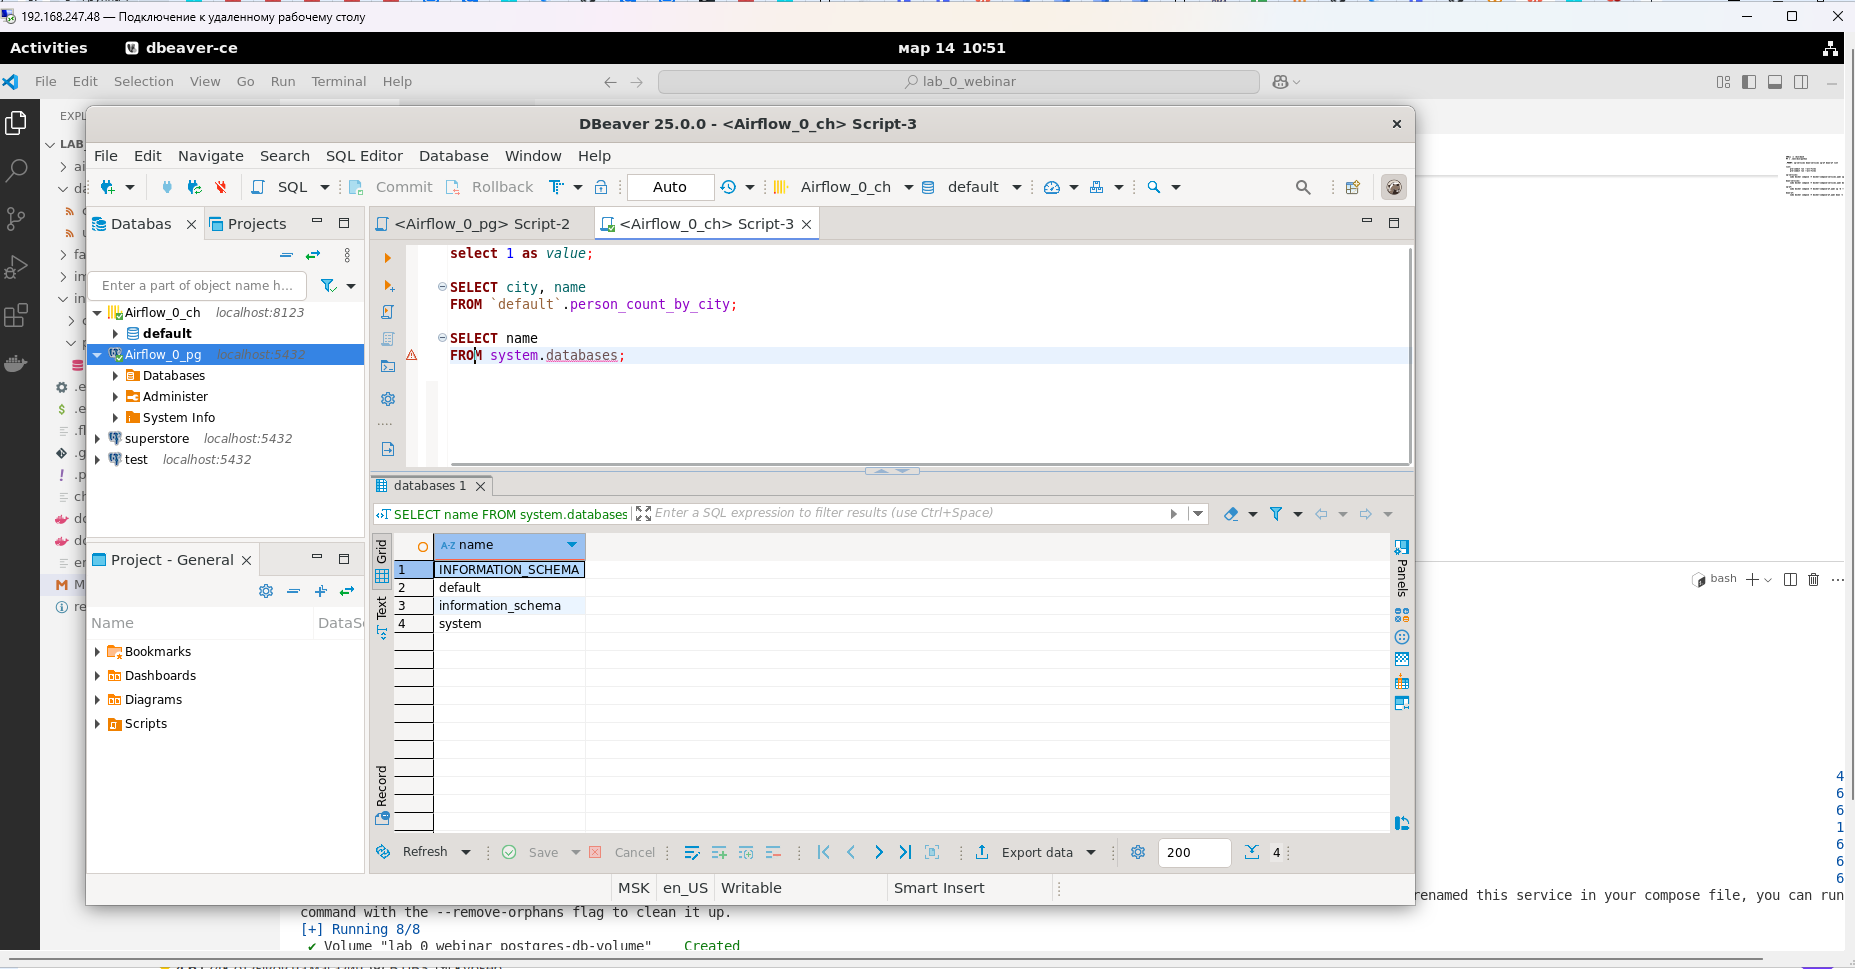 192.168.247.48 — Подключение к удаленному рабочему столу
Activities
dbeaver-ce
мар 14 10:51
File Edit Selection View Go Run Terminal Help
lab_0_webinar
EXPL
LAB_
DBeaver 25.0.0 - <Airflow_0_ch> Script-3
File Edit Navigate Search SQL Editor Database Window Help
SQL Commit Rollback Auto Airflow_0_ch default
Databas Projects
<Airflow_0_pg> Script-2
<Airflow_0_ch> Script-3
Enter a part of object name h...
Airflow_0_ch localhost:8123
default
Airflow_0_pg localhost:5432
Databases
Administer
System Info
superstore localhost:5432
test localhost:5432
select 1 as value;
SELECT city, name
FROM `default`.person_count_by_city;
SELECT name
FROM system.databases;
Project - General
Name DataS
Bookmarks
Dashboards
Diagrams
Scripts
databases 1
SELECT name FROM system.databases
Enter a SQL expression to filter results (use Ctrl+Space)
Grid
Text
Record
A-Z name
1 INFORMATION_SCHEMA
2 default
3 information_schema
4 system
Panels
Refresh Save Cancel Export data 200 4
MSK en_US Writable Smart Insert
bash
4
6
6
1
6
6
6
renamed this service in your compose file, you can run
command with the --remove-orphans flag to clean it up.
[+] Running 8/8
✔ Volume "lab_0_webinar_postgres-db-volume" Created